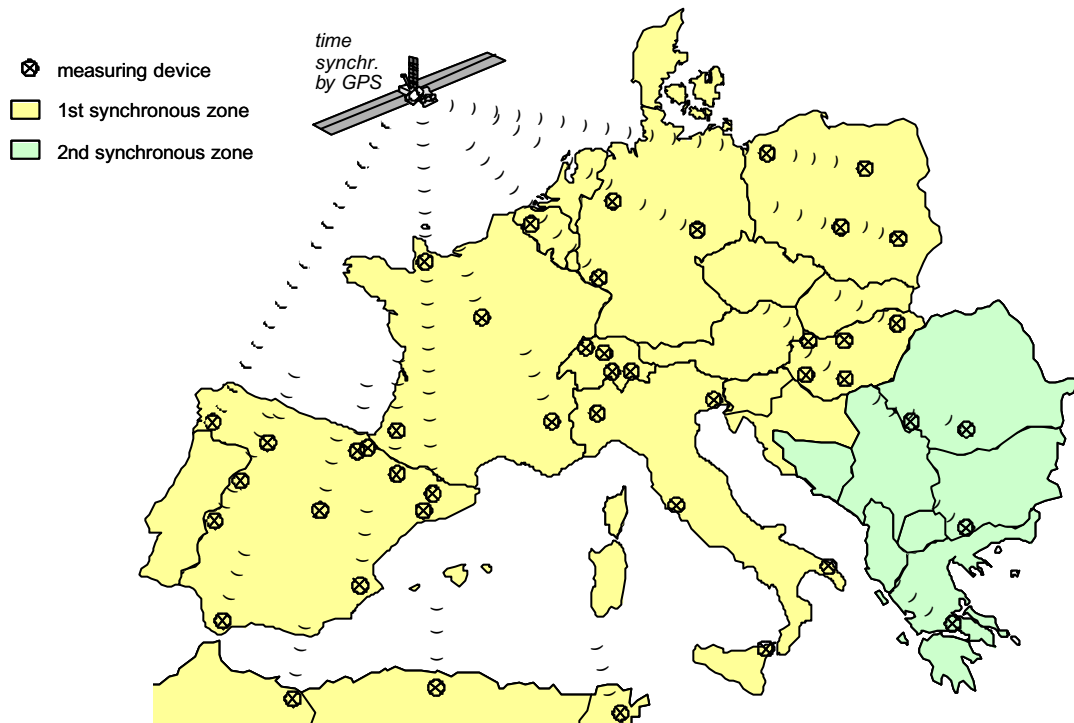 time
synchr.
by GPS
measuring device
1st synchronous zone
2nd synchronous zone